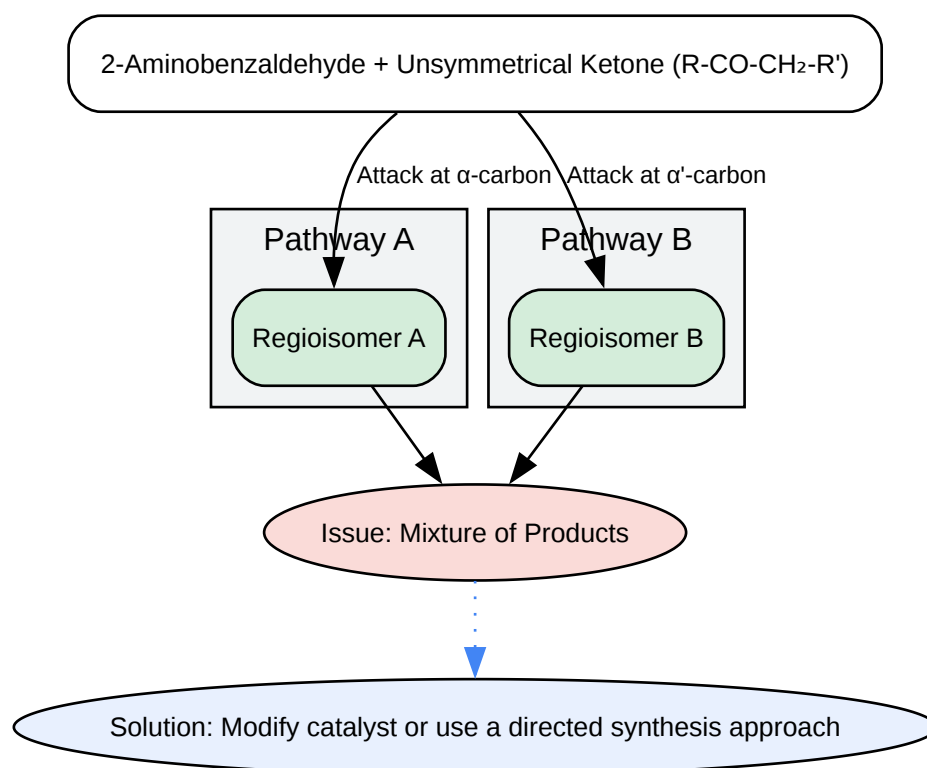 2-Aminobenzaldehyde + Unsymmetrical Ketone (R-CO-CH₂-R')
Attack at α-carbon
Attack at α'-carbon
Pathway A
Pathway B
Regioisomer A
Regioisomer B
Issue: Mixture of Products
Solution: Modify catalyst or use a directed synthesis approach